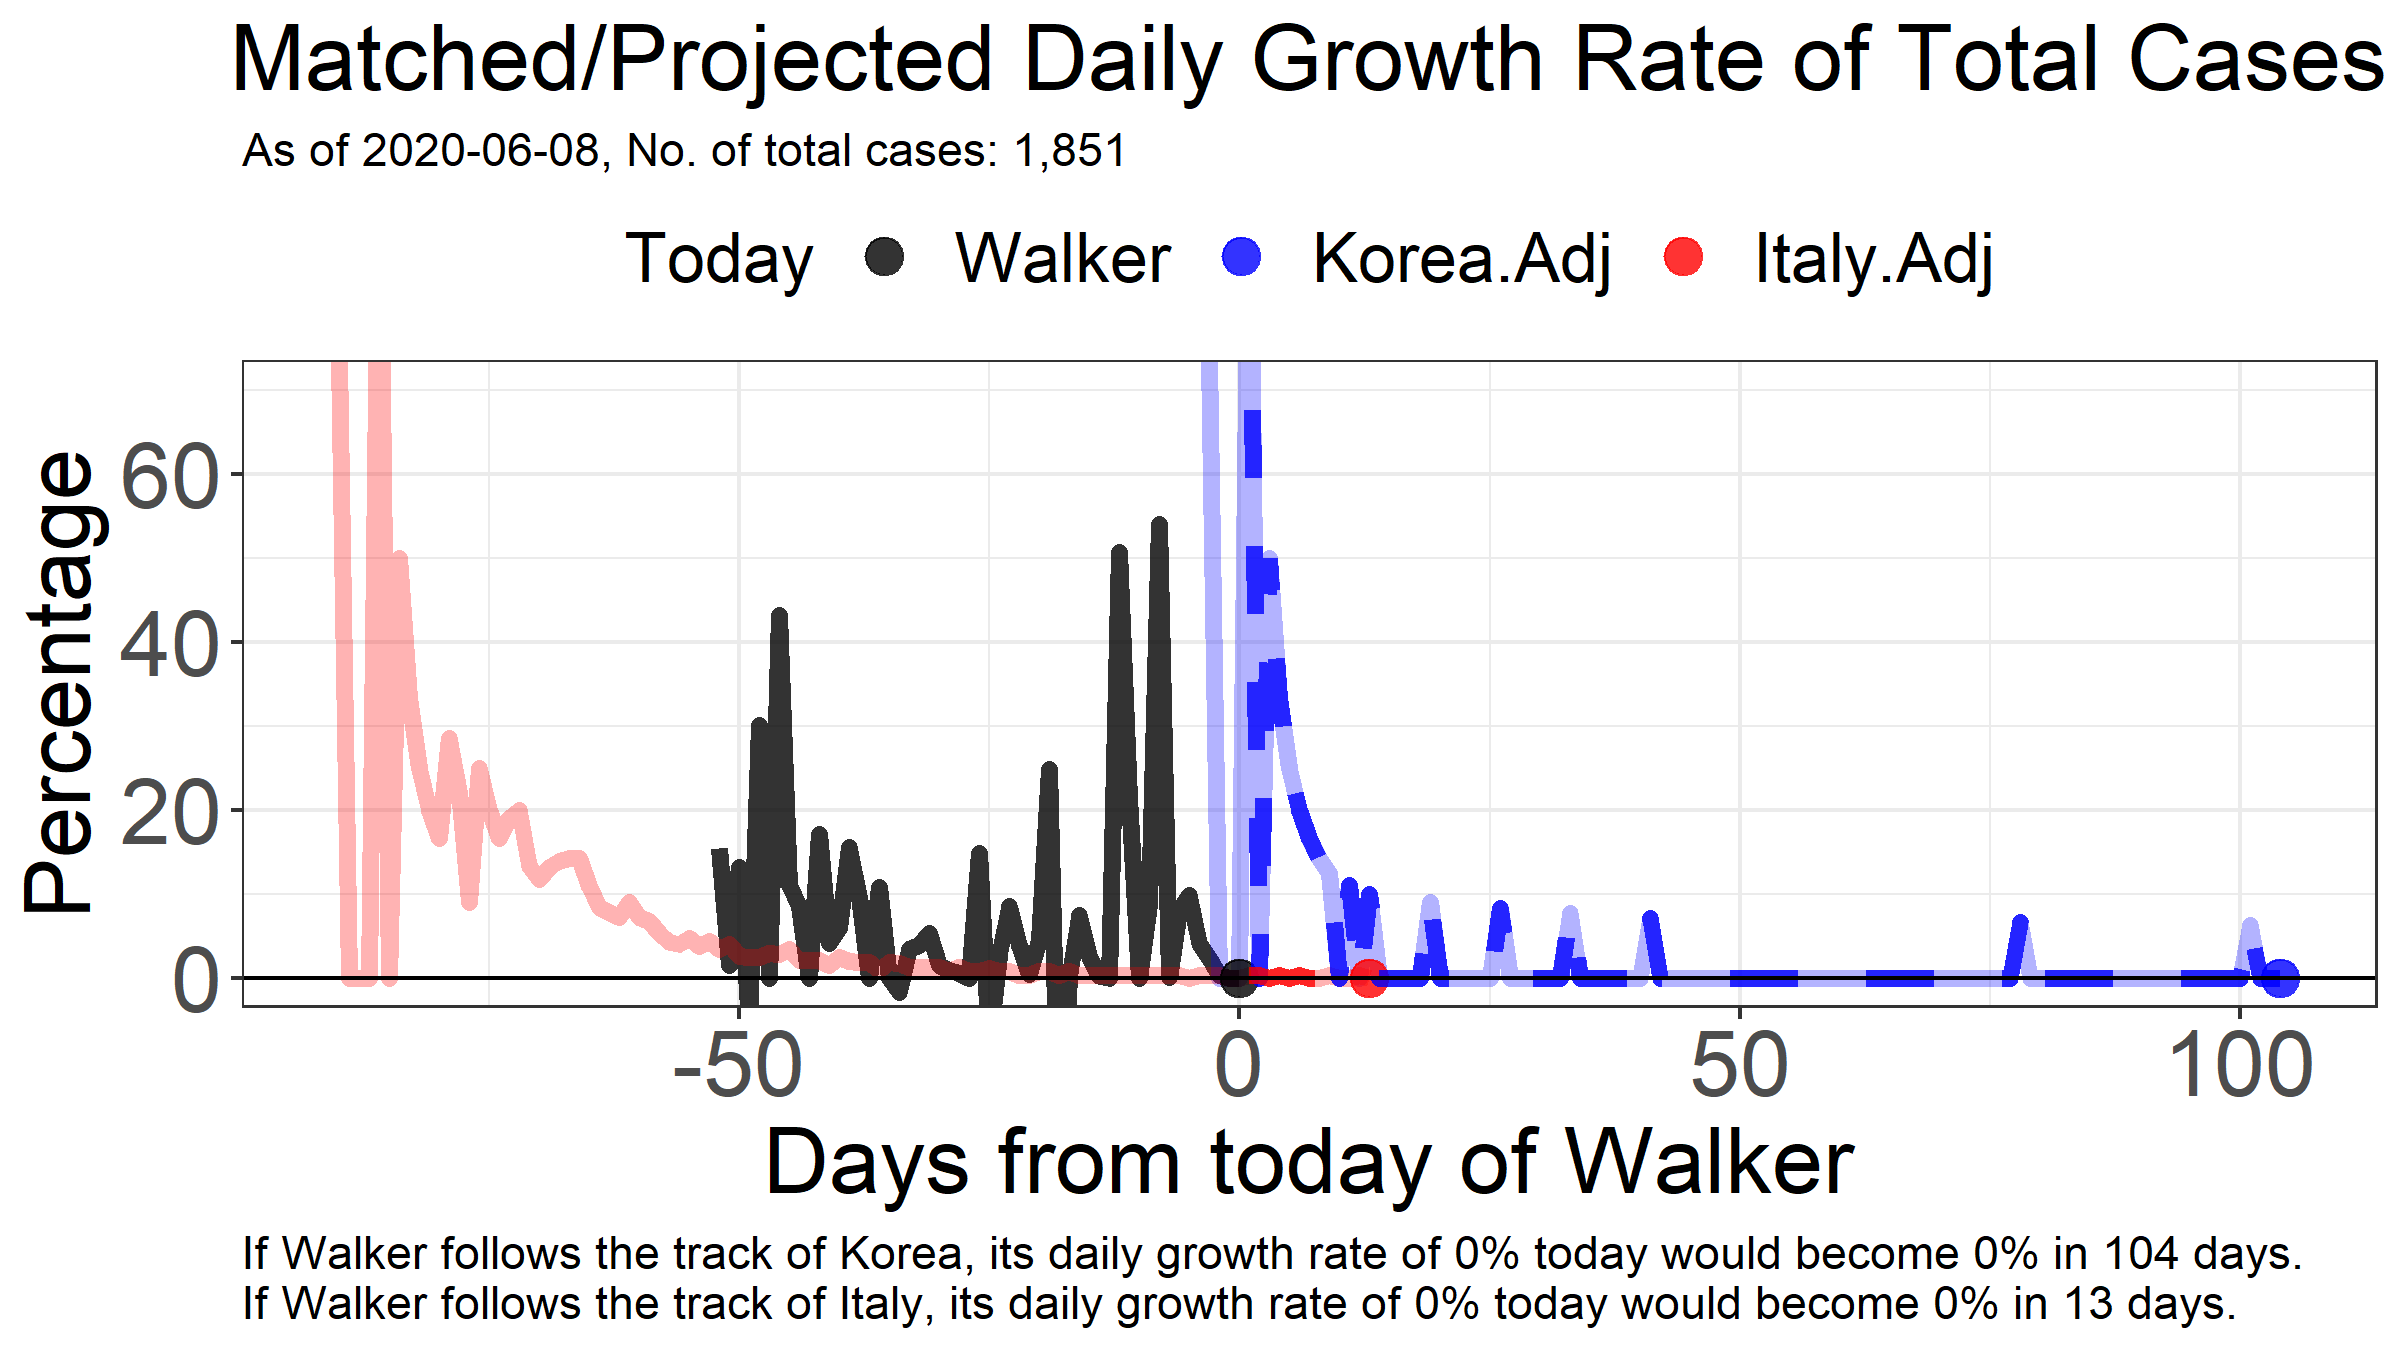 Matched/Projected Daily Growth Rate of Total Cases
As of 2020-06-08, No. of total cases: 1,851
Today Walker Korea.Adj Italy.Adj
Percentage
60
40
20
0
-50 0 50 100
Days from today of Walker
If Walker follows the track of Korea, its daily growth rate of 0% today would become 0% in 104 days.
If Walker follows the track of Italy, its daily growth rate of 0% today would become 0% in 13 days.